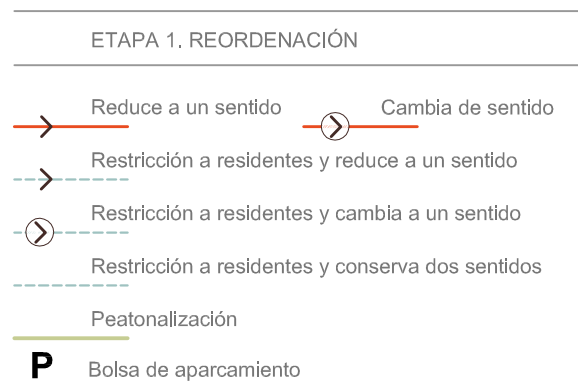 ETAPA 1. REORDENACIÓN
Reduce a un sentido
Cambia de sentido
Restricción a residentes y reduce a un sentido
Restricción a residentes y cambia a un sentido
Restricción a residentes y conserva dos sentidos
Peatonalización
P Bolsa de aparcamiento